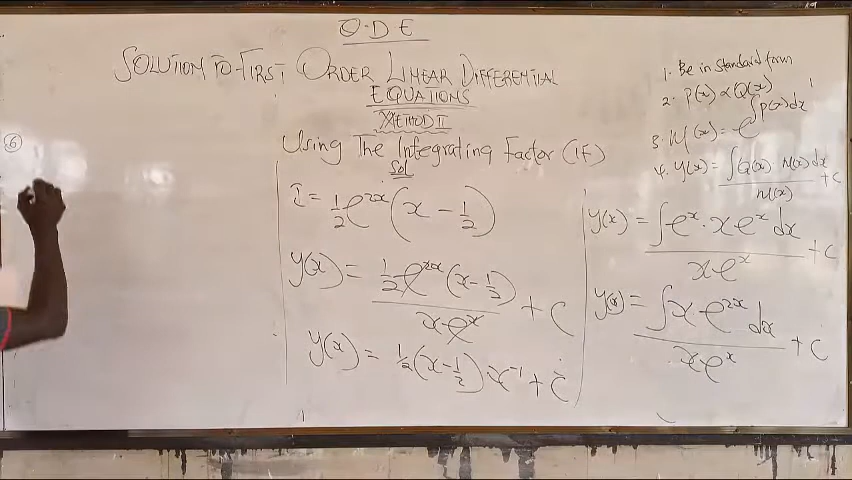 O.D.E
SOLUTION TO FIRST ORDER LINEAR DIFFERENTIAL
EQUATIONS
METHOD II
Using The Integrating Factor (IF)
1. Be in Standard form
2. P(x) & Q(x)
3. M(x) = e^{∫P(x)dx}
4. y(x) = ∫Q(x) · M(x)dx / M(x) + C
⑥
Sol
I = 1/2 e^{2x} (x - 1/2)
y(x) = 1/2 e^{2x} (x - 1/2) / x e^x + C
y(x) = 1/2 (x - 1/2) x^{-1} + C
y(x) = ∫e^x · x e^x dx / x e^x + C
y(x) = ∫x e^{2x} dx / x e^x + C